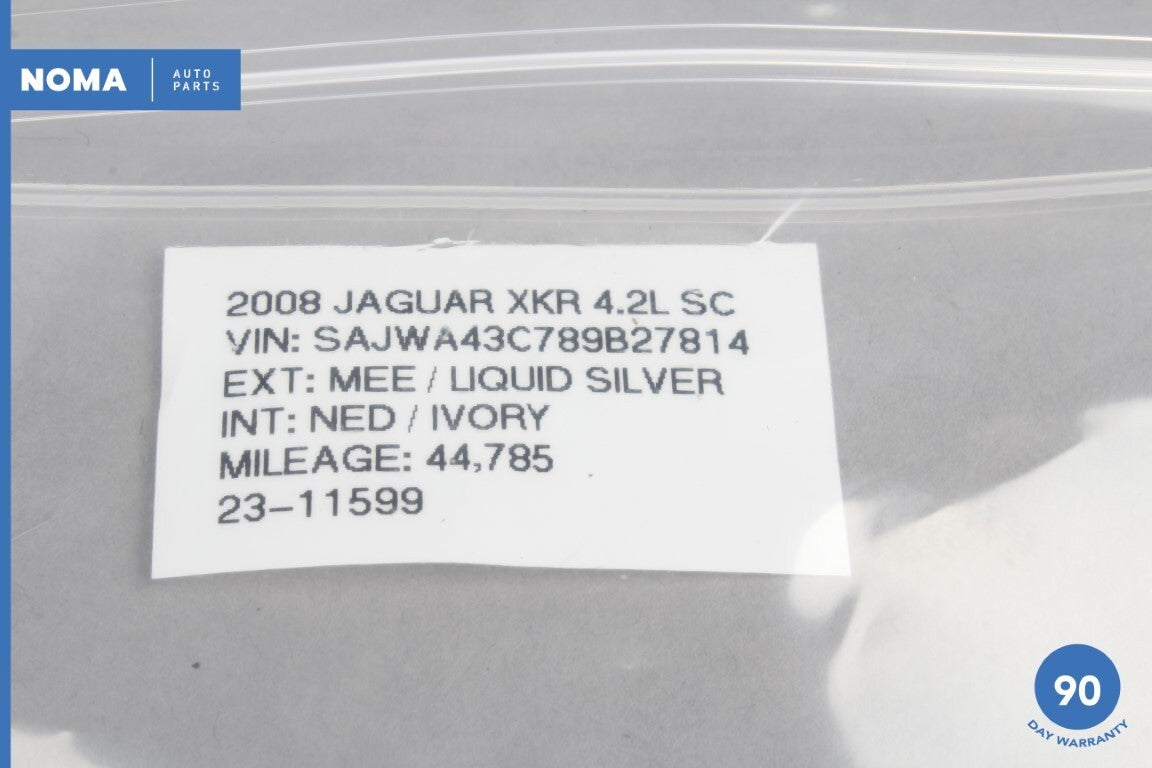 NOMA
AUTO
PARTS
2008 JAGUAR XKR 4.2L SC
VIN: SAJWA43C789B27814
EXT: MEE / LIQUID SILVER
INT: NED / IVORY
MILEAGE: 44,785
23-11599
90
DAY WARRANTY